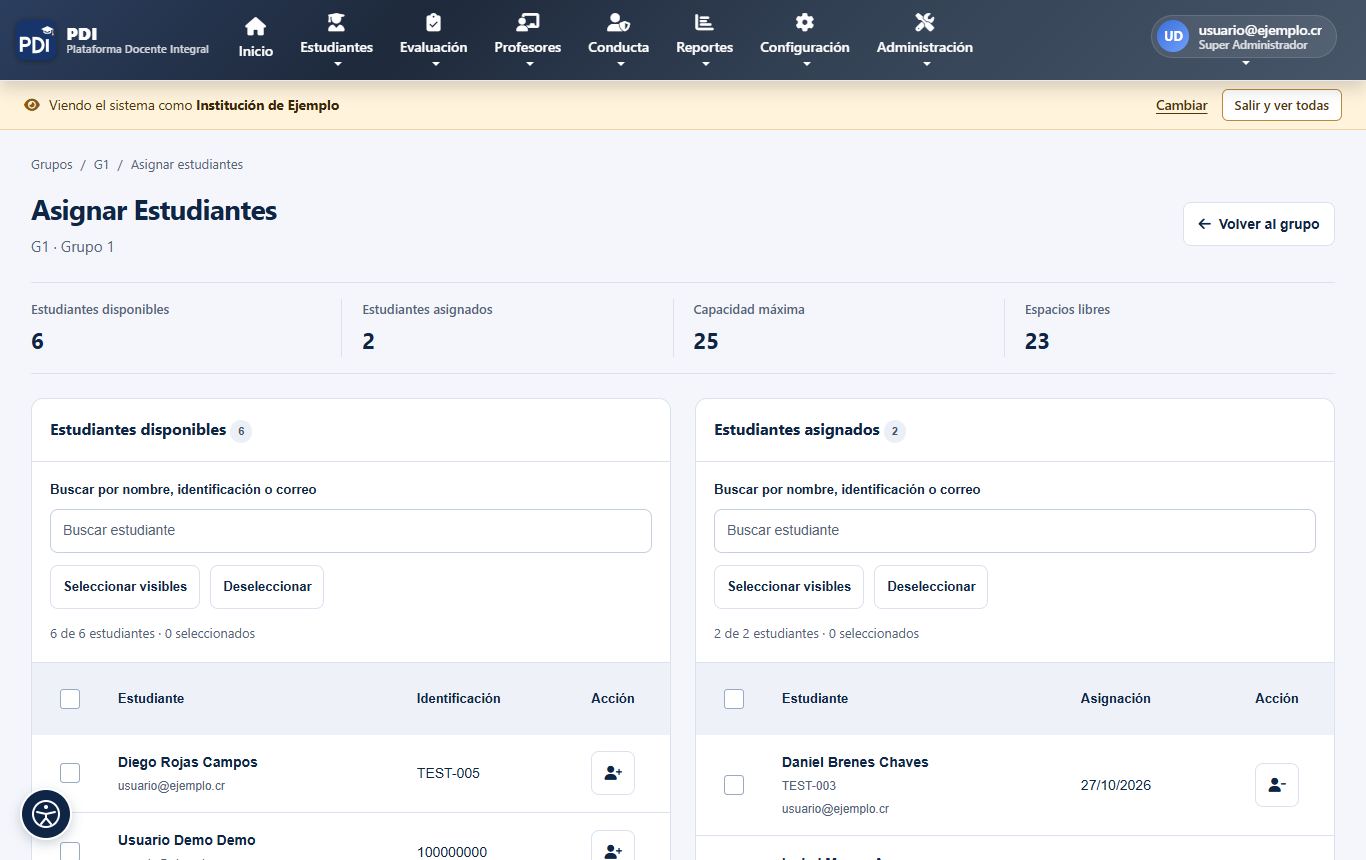 PDI
PDI
Plataforma Docente Integral
Inicio
Estudiantes
Evaluación
Profesores
Conducta
Reportes
Configuración
Administración
UD
usuario@ejemplo.cr
Super Administrador
Viendo el sistema como Institución de Ejemplo
Cambiar
Salir y ver todas
Grupos / G1 / Asignar estudiantes
Asignar Estudiantes
G1 · Grupo 1
← Volver al grupo
Estudiantes disponibles
6
Estudiantes asignados
2
Capacidad máxima
25
Espacios libres
23
Estudiantes disponibles 6
Buscar por nombre, identificación o correo
Buscar estudiante
Seleccionar visibles
Deseleccionar
6 de 6 estudiantes · 0 seleccionados
Estudiante Identificación Acción
Diego Rojas Campos
usuario@ejemplo.cr
TEST-005
Usuario Demo Demo
100000000
Estudiantes asignados 2
Buscar por nombre, identificación o correo
Buscar estudiante
Seleccionar visibles
Deseleccionar
2 de 2 estudiantes · 0 seleccionados
Estudiante Asignación Acción
Daniel Brenes Chaves
TEST-003
usuario@ejemplo.cr
27/10/2026